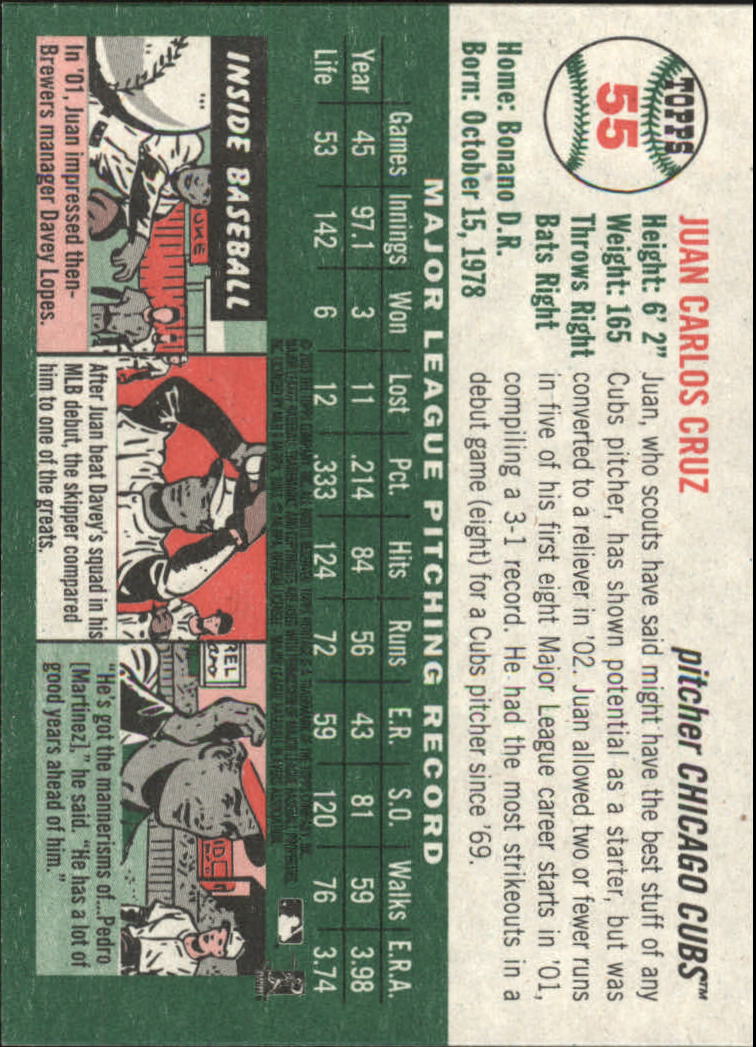 TOPPS
55
JUAN CARLOS CRUZ
pitcher CHICAGO CUBS™
Height: 6' 2"
Weight: 165
Throws Right
Bats Right
Home: Bonano D.R.
Born: October 15, 1978
Juan, who scouts have said might have the best stuff of any
Cubs pitcher, has shown potential as a starter, but was
converted to a reliever in '02. Juan allowed two or fewer runs
in five of his first eight Major League career starts in '01,
compiling a 3-1 record. He had the most strikeouts in a
debut game (eight) for a Cubs pitcher since '69.
MAJOR LEAGUE PITCHING RECORD
Games Innings Won Lost Pct. Hits Runs E.R. S.O. Walks E.R.A.
Year 45 97.1 3 11 .214 84 56 43 81 59 3.98
Life 53 142 6 12 .333 124 72 59 120 76 3.74
INSIDE BASEBALL
In '01, Juan impressed then-
Brewers manager Davey Lopes.
After Juan beat Davey's squad in his
MLB debut, the skipper compared
him to one of the greats.
"He's got the mannerisms of...Pedro
[Martinez]," he said. "He has a lot of
good years ahead of him."